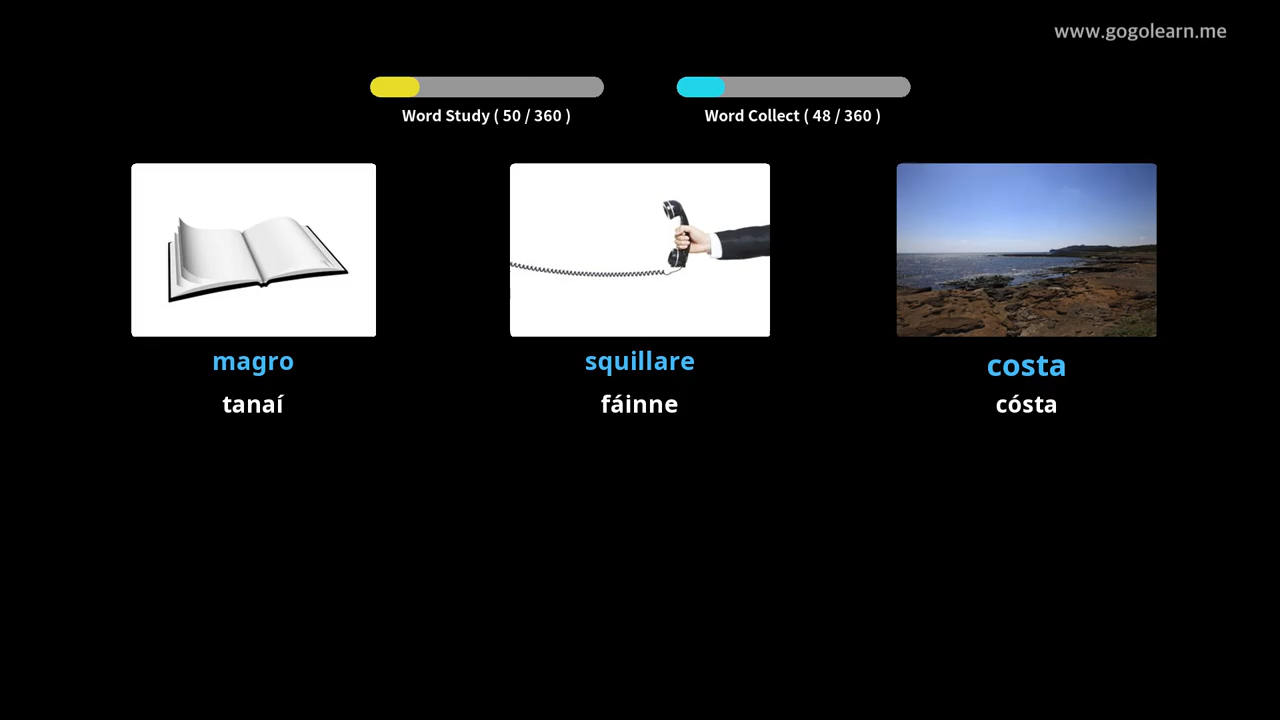 www.gogolearn.me
Word Study ( 50 / 360 )
Word Collect ( 48 / 360 )
magro
tanaí
squillare
fáinne
costa
cósta